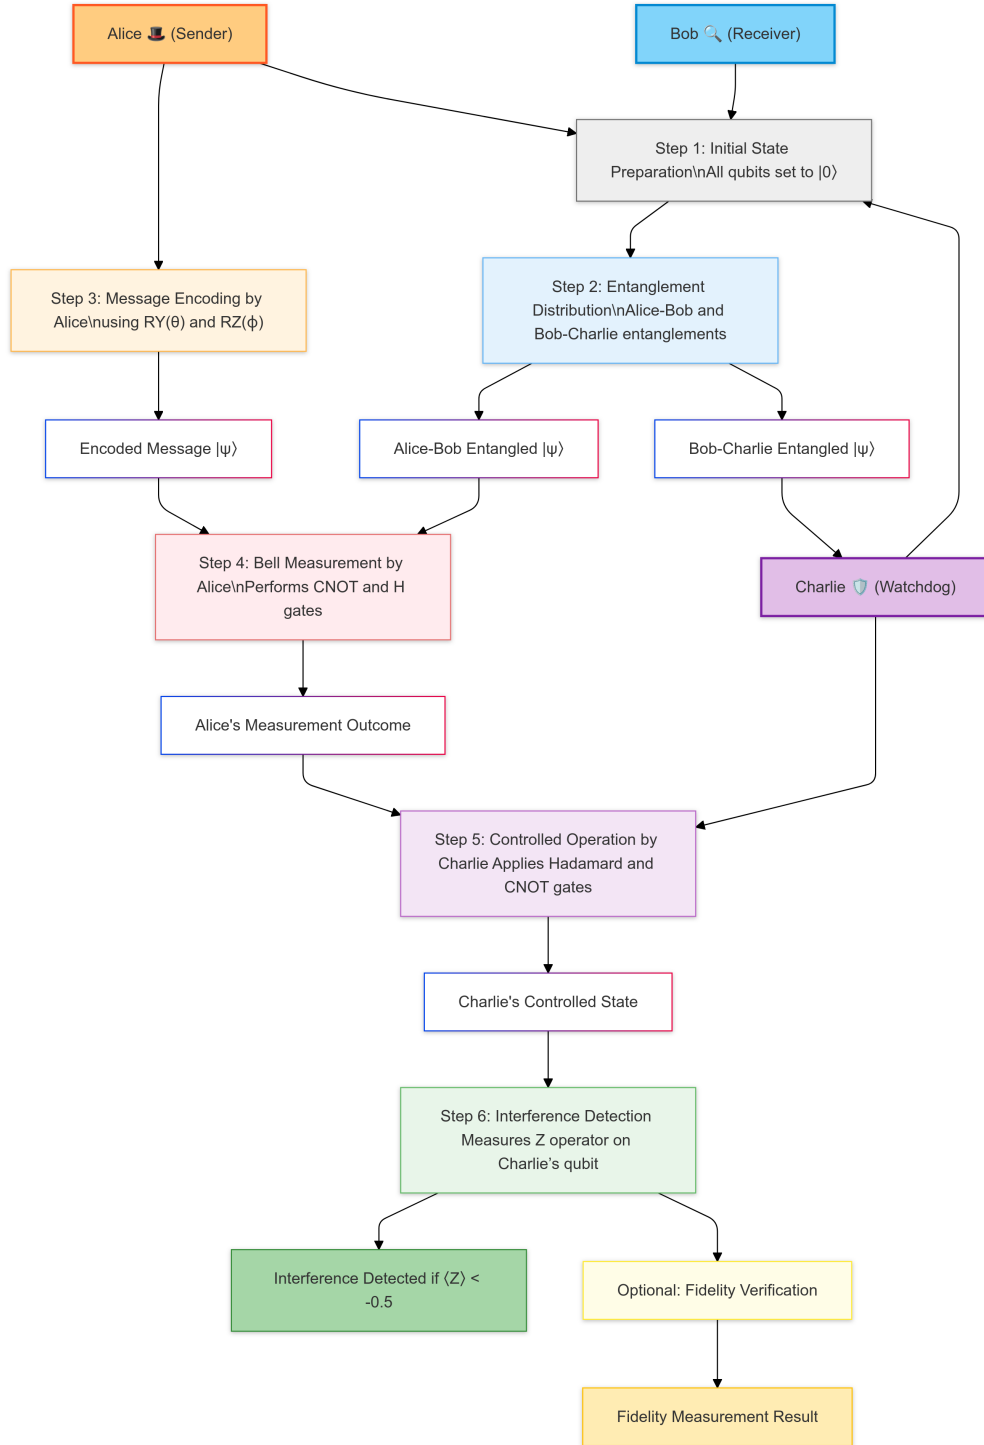 Alice 🎩 (Sender)
Bob 🔍 (Receiver)
Step 1: Initial State
Preparation\nAll qubits set to |0⟩
Step 3: Message Encoding by
Alice\nusing RY(θ) and RZ(φ)
Step 2: Entanglement
Distribution\nAlice-Bob and
Bob-Charlie entanglements
Encoded Message |ψ⟩
Alice-Bob Entangled |ψ⟩
Bob-Charlie Entangled |ψ⟩
Step 4: Bell Measurement by
Alice\nPerforms CNOT and H
gates
Charlie 🛡️ (Watchdog)
Alice's Measurement Outcome
Step 5: Controlled Operation by
Charlie Applies Hadamard and
CNOT gates
Charlie's Controlled State
Step 6: Interference Detection
Measures Z operator on
Charlie’s qubit
Interference Detected if ⟨Z⟩ <
-0.5
Optional: Fidelity Verification
Fidelity Measurement Result